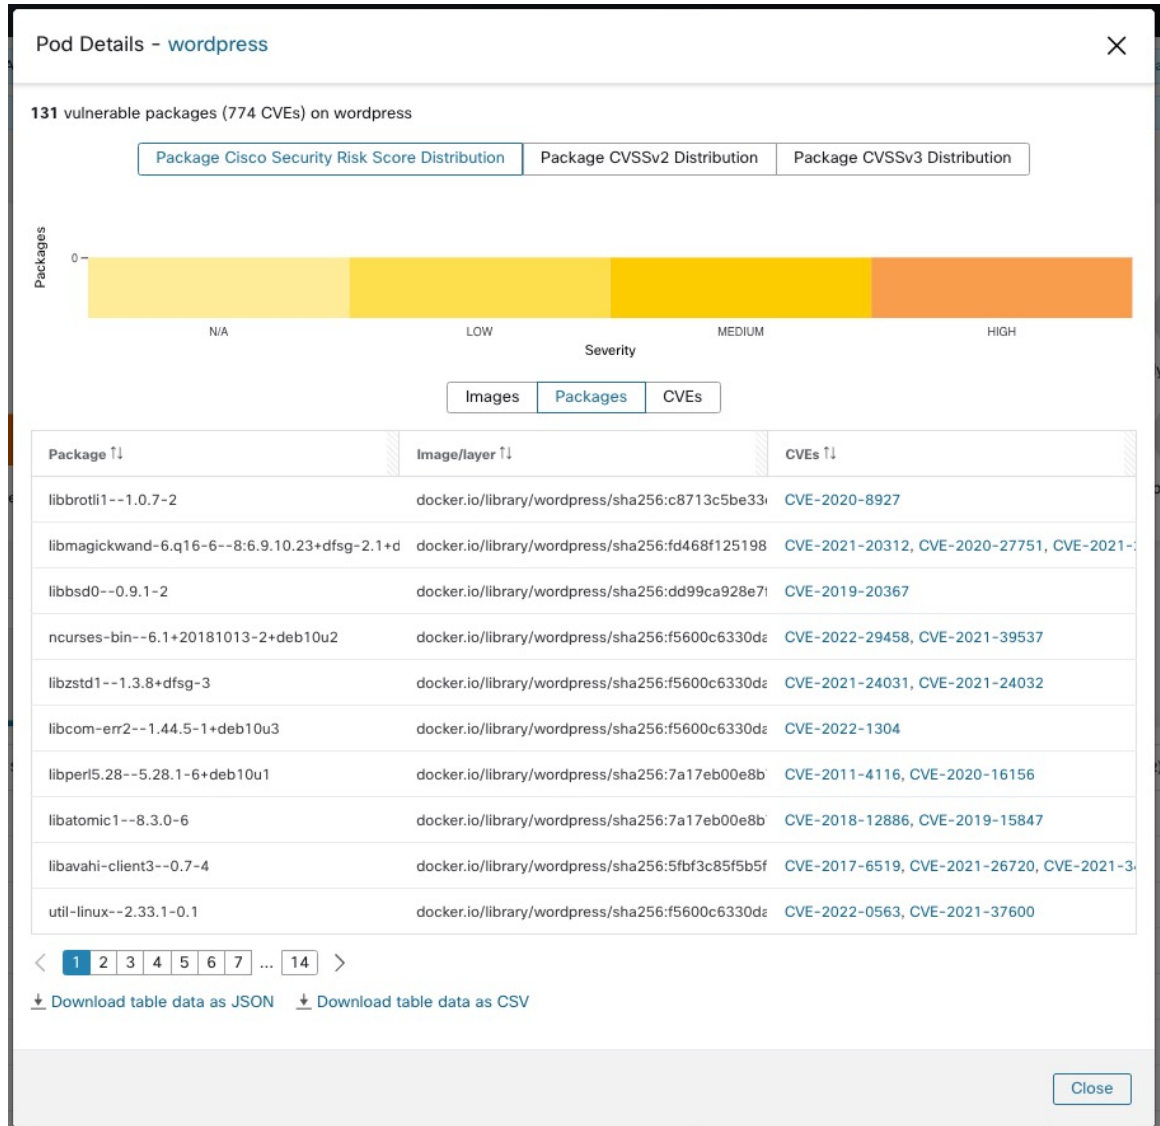 Pod Details - wordpress
131 vulnerable packages (774 CVEs) on wordpress
Package Cisco Security Risk Score Distribution Package CVSSv2 Distribution Package CVSSv3 Distribution
Packages
0
N/A LOW MEDIUM HIGH
Severity
Images Packages CVEs
Package Image/layer CVEs
libbrotli1--1.0.7-2 docker.io/library/wordpress/sha256:c8713c5be33 CVE-2020-8927
libmagickwand-6.q16-6--8:6.9.10.23+dfsg-2.1+d docker.io/library/wordpress/sha256:fd468f125198 CVE-2021-20312, CVE-2020-27751, CVE-2021-
libbsd0--0.9.1-2 docker.io/library/wordpress/sha256:dd99ca928e7 CVE-2019-20367
ncurses-bin--6.1+20181013-2+deb10u2 docker.io/library/wordpress/sha256:f5600c6330da CVE-2022-29458, CVE-2021-39537
libzstd1--1.3.8+dfsg-3 docker.io/library/wordpress/sha256:f5600c6330da CVE-2021-24031, CVE-2021-24032
libcom-err2--1.44.5-1+deb10u3 docker.io/library/wordpress/sha256:f5600c6330da CVE-2022-1304
libperl5.28--5.28.1-6+deb10u1 docker.io/library/wordpress/sha256:7a17eb00e8b CVE-2011-4116, CVE-2020-16156
libatomic1--8.3.0-6 docker.io/library/wordpress/sha256:7a17eb00e8b CVE-2018-12886, CVE-2019-15847
libavahi-client3--0.7-4 docker.io/library/wordpress/sha256:5fbf3c85f5b5f CVE-2017-6519, CVE-2021-26720, CVE-2021-3
util-linux--2.33.1-0.1 docker.io/library/wordpress/sha256:f5600c6330da CVE-2022-0563, CVE-2021-37600
1 2 3 4 5 6 7 ... 14
Download table data as JSON Download table data as CSV
Close